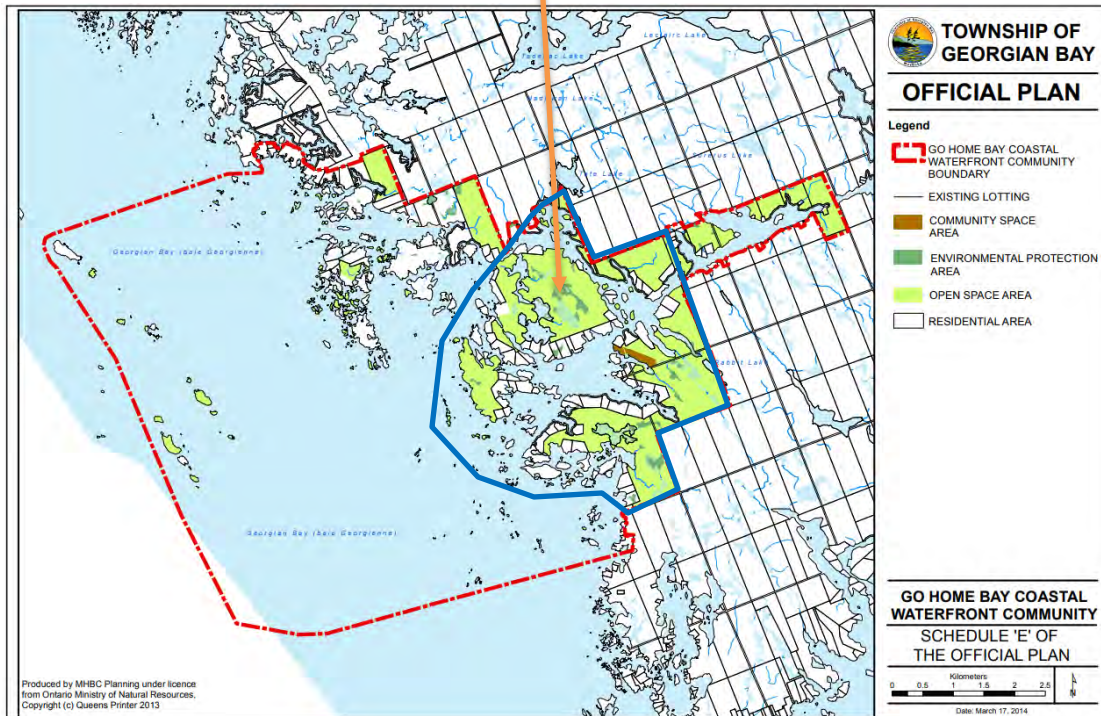 TOWNSHIP OF
GEORGIAN BAY
OFFICIAL PLAN
Legend
GO HOME BAY COASTAL
WATERFRONT COMMUNITY
BOUNDARY
EXISTING LOTTING
COMMUNITY SPACE
AREA
ENVIRONMENTAL PROTECTION
AREA
OPEN SPACE AREA
RESIDENTIAL AREA
Georgian Bay (baie Georgienne)
Rabbit Lake
Georgian Bay (baie Georgienne)
GO HOME BAY COASTAL
WATERFRONT COMMUNITY
SCHEDULE 'E' OF
THE OFFICIAL PLAN
Kilometers
0 0.5 1 1.5 2 2.5
N
Date: March 17, 2014
Produced by MHBC Planning under licence
from Ontario Ministry of Natural Resources,
Copyright (c) Queens Printer 2013